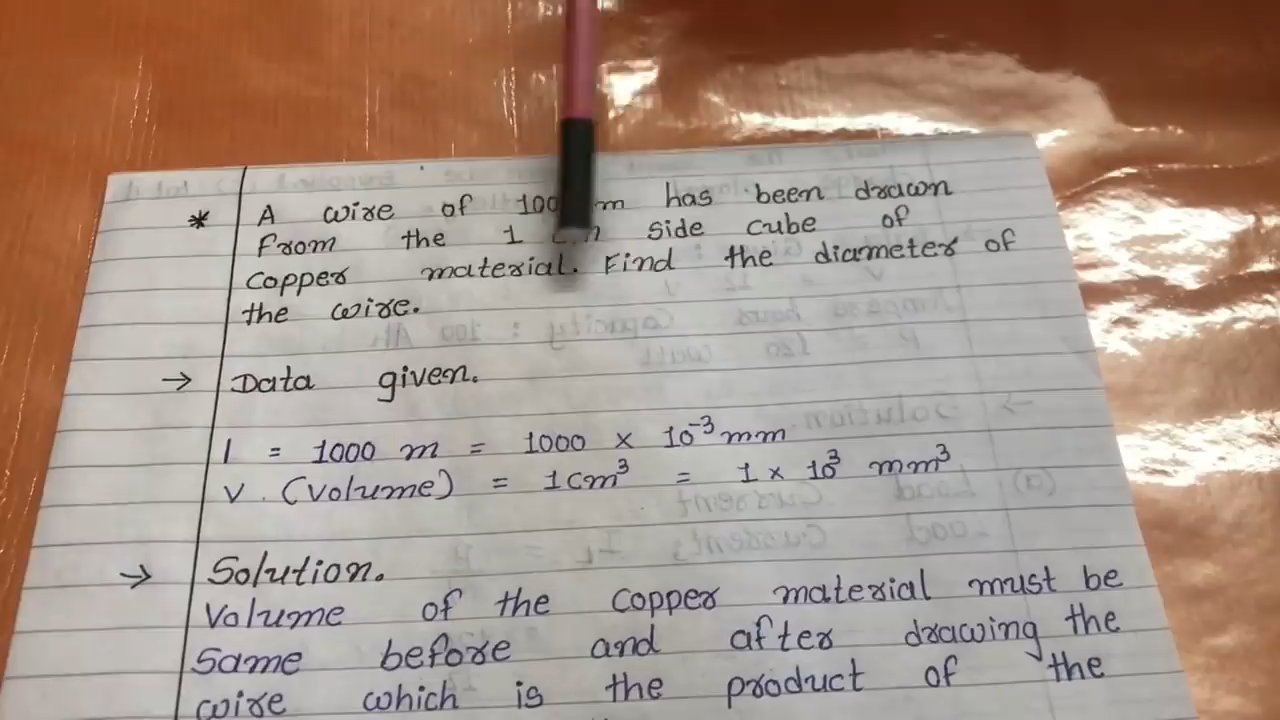 * A wire of 100 m has been drawn
From the 1 side cube of
copper material. Find the diameter of
the wire.
→ Data given.
l = 1000 m = 1000 × 10⁻³ mm
V. (Volume) = 1cm³ = 1 × 10³ mm³
→ Solution.
Volume of the copper material must be
same before and after drawing the
wire which is the product of the